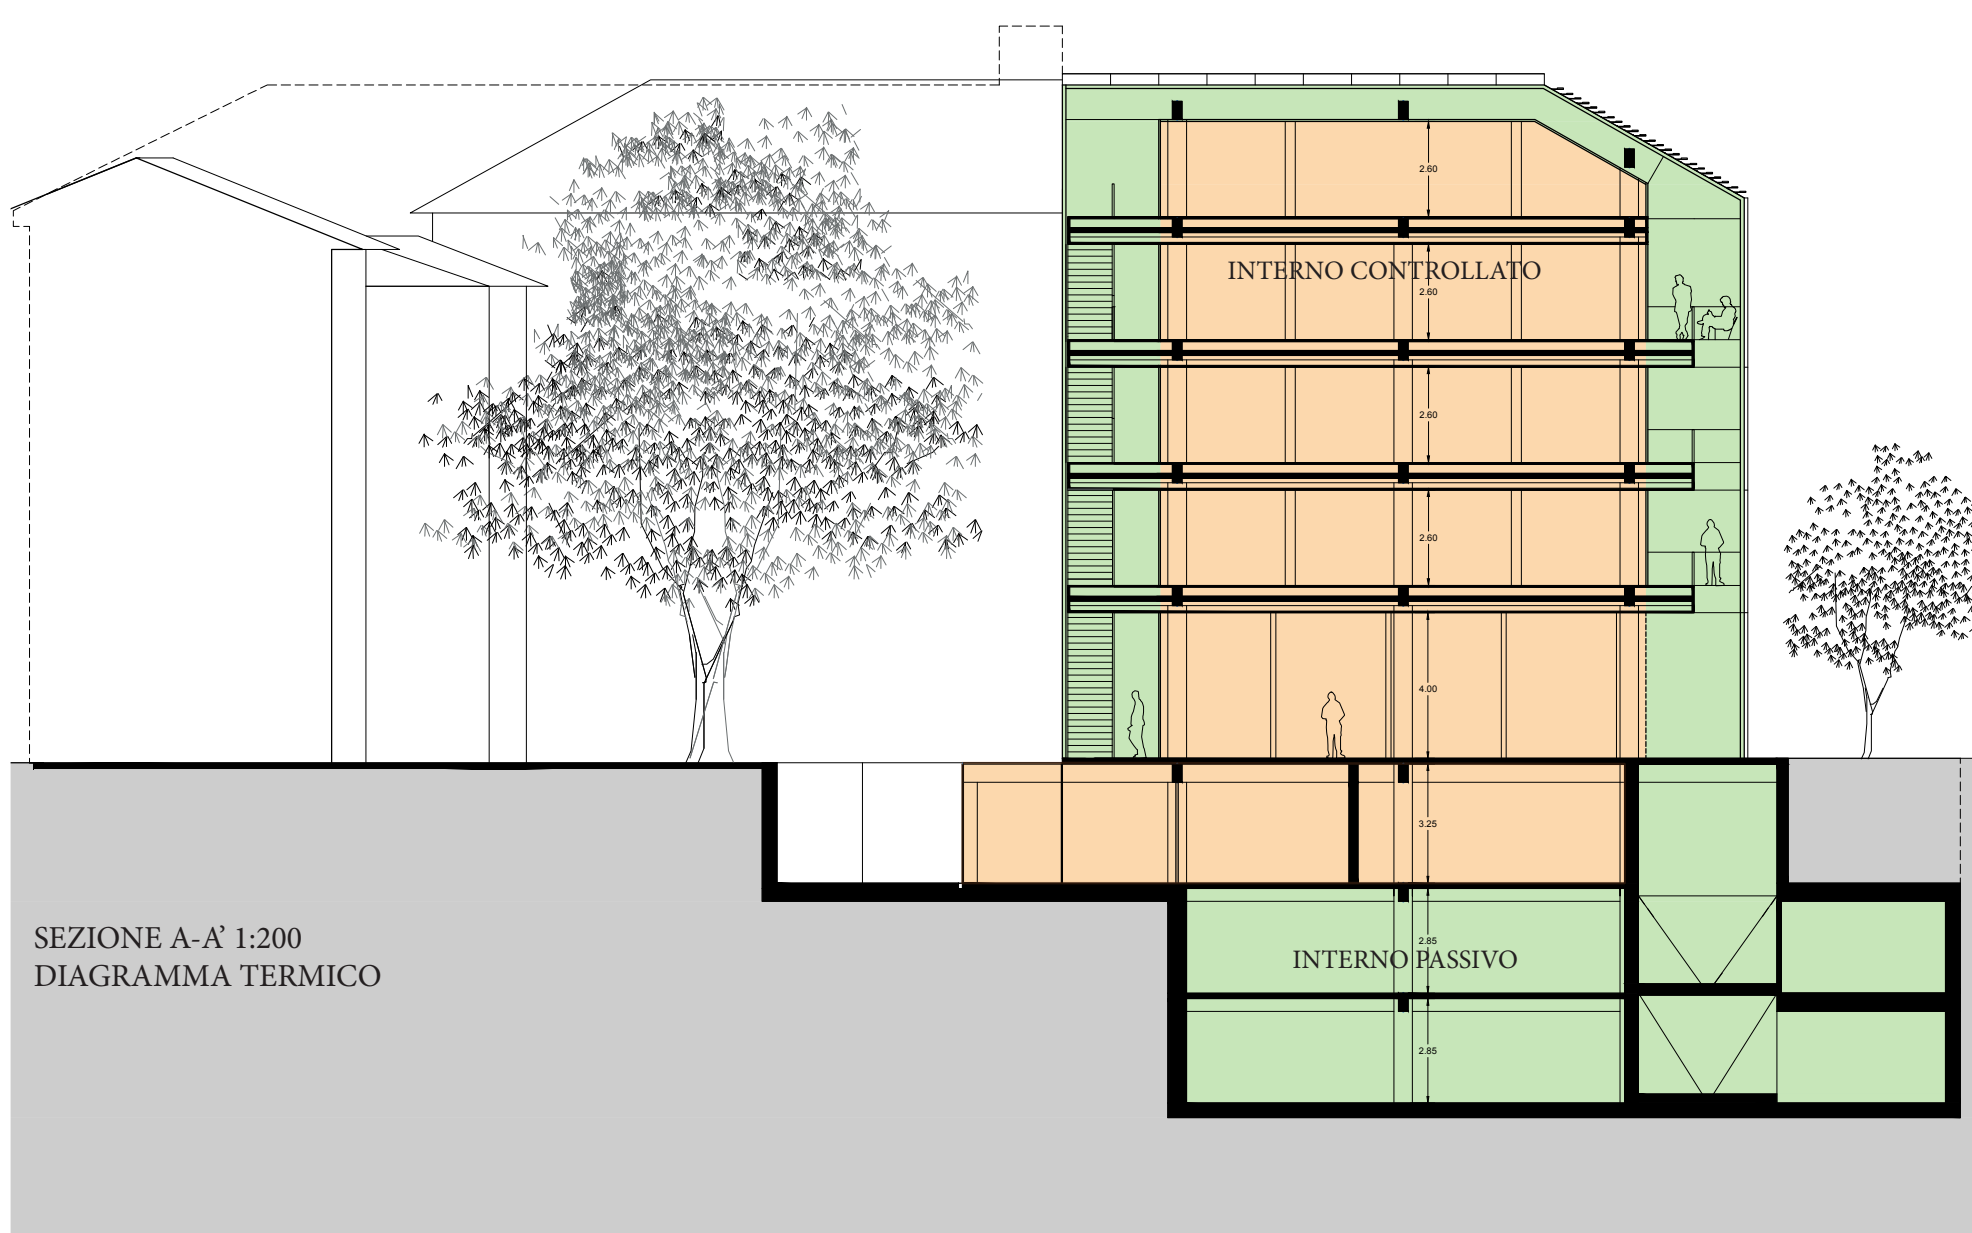 2.60
INTERNO CONTROLLATO
2.60
2.60
2.60
4.00
3.25
SEZIONE A-A’ 1:200
DIAGRAMMA TERMICO
2.85
INTERNO PASSIVO
2.85